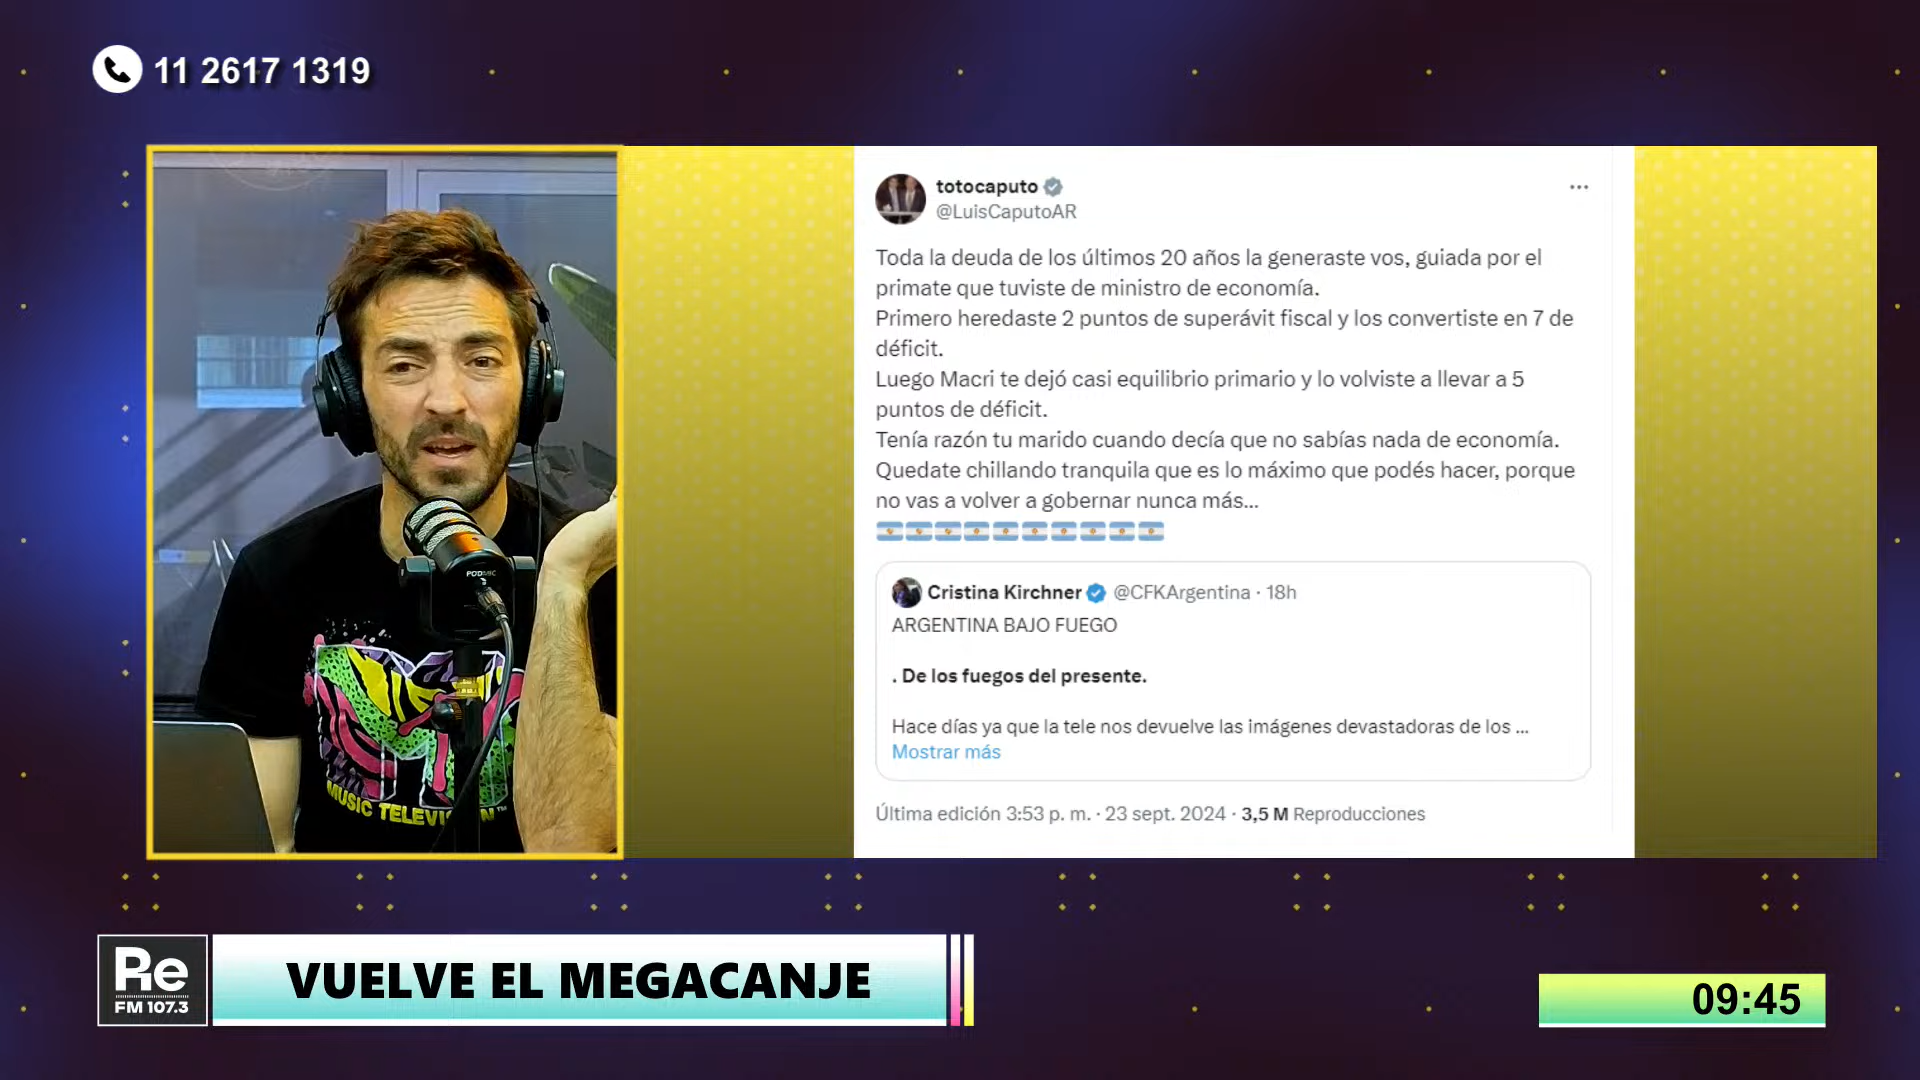 11 2617 1319
totocaputo
@LuisCaputoAR
Toda la deuda de los últimos 20 años la generaste vos, guiada por el
primate que tuviste de ministro de economía.
Primero heredaste 2 puntos de superávit fiscal y los convertiste en 7 de
déficit.
Luego Macri te dejó casi equilibrio primario y lo volviste a llevar a 5
puntos de déficit.
Tenía razón tu marido cuando decía que no sabías nada de economía.
Quedate chillando tranquila que es lo máximo que podés hacer, porque
no vas a volver a gobernar nunca más...
Cristina Kirchner @CFKArgentina · 18h
ARGENTINA BAJO FUEGO
. De los fuegos del presente.
Hace días ya que la tele nos devuelve las imágenes devastadoras de los ...
Mostrar más
Última edición 3:53 p. m. · 23 sept. 2024 · 3,5 M Reproducciones
PODMIC
MUSIC TELEVISION™
Re
FM 107.3
VUELVE EL MEGACANJE
09:45